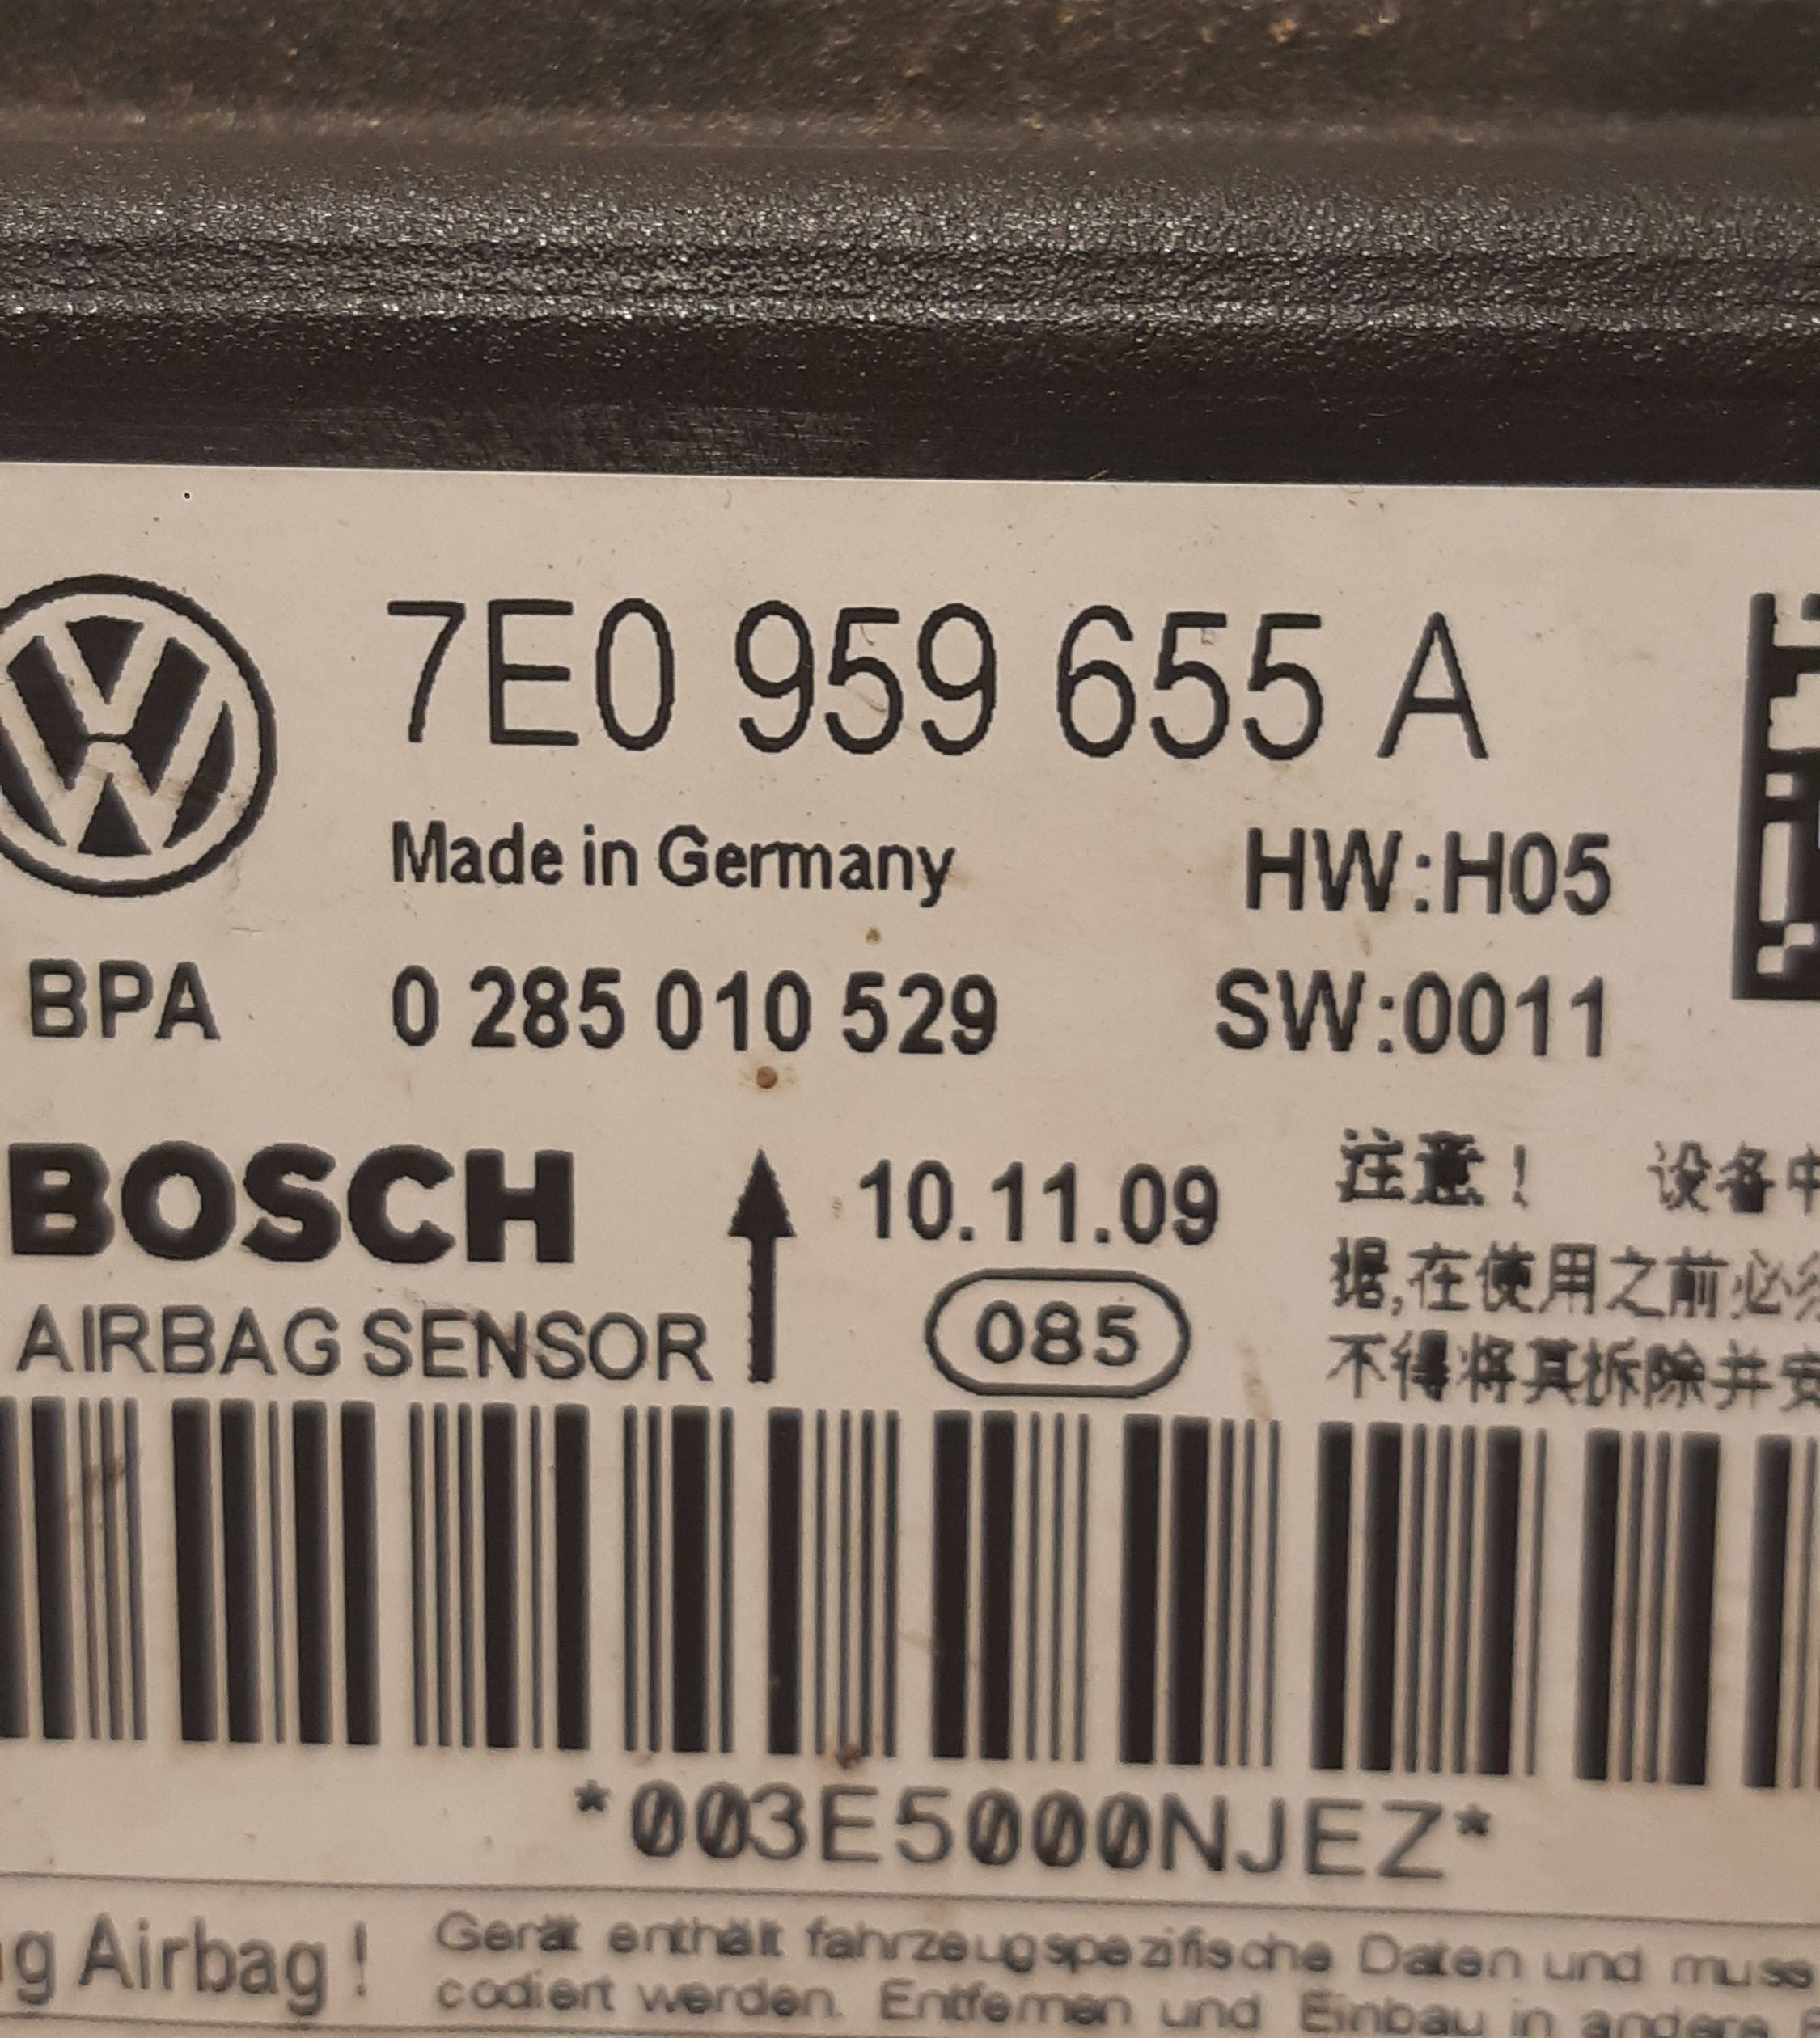 7E0 959 655 A
Made in Germany HW:H05
BPA 0 285 010 529 SW:0011
BOSCH 10.11.09
AIRBAG SENSOR 085
注意! 设备中
据,在使用之前必须
不得将其拆除并安
*003E5000NJEZ*
g Airbag!
Gerät enthält fahrzeugspezifische Daten und muss
codiert werden. Entfernen und Einbau in andere